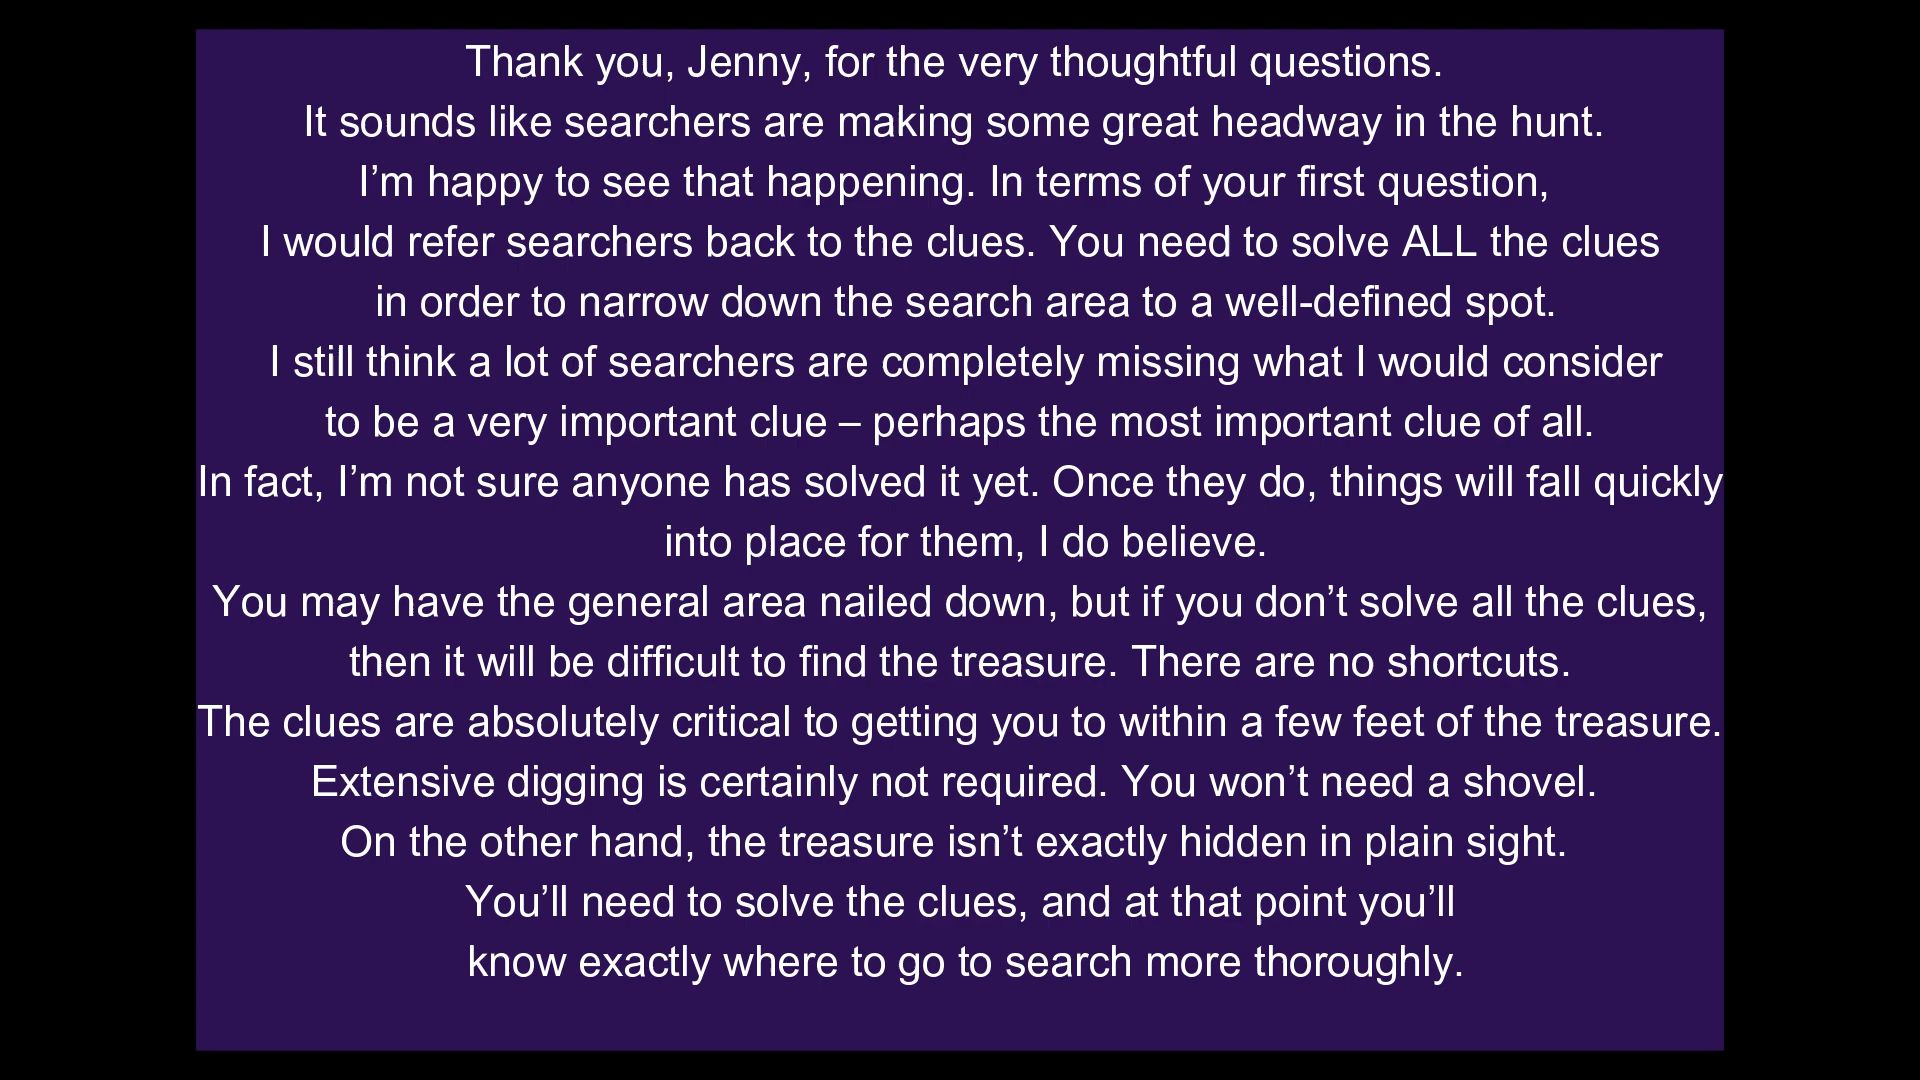 Thank you, Jenny, for the very thoughtful questions.
It sounds like searchers are making some great headway in the hunt.
I’m happy to see that happening. In terms of your first question,
I would refer searchers back to the clues. You need to solve ALL the clues
in order to narrow down the search area to a well-defined spot.
I still think a lot of searchers are completely missing what I would consider
to be a very important clue – perhaps the most important clue of all.
In fact, I’m not sure anyone has solved it yet. Once they do, things will fall quickly
into place for them, I do believe.
You may have the general area nailed down, but if you don’t solve all the clues,
then it will be difficult to find the treasure. There are no shortcuts.
The clues are absolutely critical to getting you to within a few feet of the treasure.
Extensive digging is certainly not required. You won’t need a shovel.
On the other hand, the treasure isn’t exactly hidden in plain sight.
You’ll need to solve the clues, and at that point you’ll
know exactly where to go to search more thoroughly.